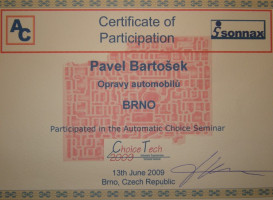 AC
Certificate of
Participation
sonnax
Pavel Bartošek
Opravy automobilů
BRNO
Participated in the Automatic Choice Seminar
Choice Tech
2009
13th June 2009
Brno, Czech Republic